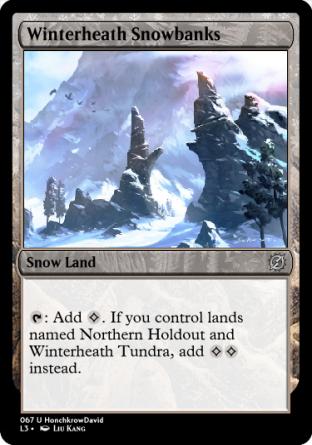 Winterheath Snowbanks
Snow Land
: Add . If you control lands
named Northern Holdout and
Winterheath Tundra, add
instead.
067 U HonchkrowDavid
L3 • Liu Kang